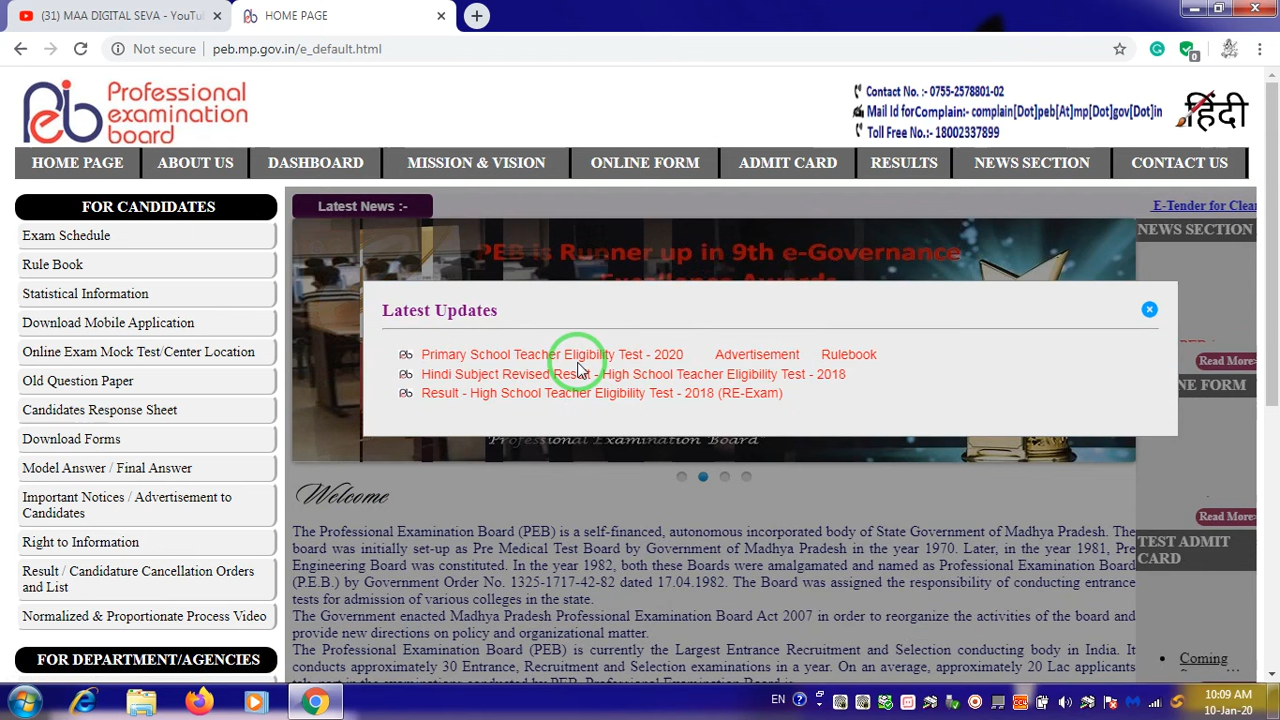 (31) MAA DIGITAL SEVA - YouTu
HOME PAGE
Not secure
peb.mp.gov.in/e_default.html
0
Peb
Professional
examination
board
Contact No. :- 0755-2578801-02
Mail Id forComplain:- complain[Dot]peb[At]mp[Dot]gov[Dot]in
Toll Free No.:- 18002337899
हिंदी
HOME PAGE
ABOUT US
DASHBOARD
MISSION & VISION
ONLINE FORM
ADMIT CARD
RESULTS
NEWS SECTION
CONTACT US
FOR CANDIDATES
Exam Schedule
Rule Book
Statistical Information
Download Mobile Application
Online Exam Mock Test/Center Location
Old Question Paper
Candidates Response Sheet
Download Forms
Model Answer / Final Answer
Important Notices / Advertisement to
Candidates
Right to Information
Result / Candidature Cancellation Orders
and List
Normalized & Proportionate Process Video
FOR DEPARTMENT/AGENCIES
Latest News :-
E-Tender for Clean
PEB is Runner up in 9th e-Governance
Excellence Awards
Latest Updates
Primary School Teacher Eligibility Test - 2020 Advertisement Rulebook
Hindi Subject Revised Result - High School Teacher Eligibility Test - 2018
Result - High School Teacher Eligibility Test - 2018 (RE-Exam)
Professional Examination Board
NEWS SECTION
Read More>
NE FORM
Read More>
TEST ADMIT
CARD
Coming
Welcome
The Professional Examination Board (PEB) is a self-financed, autonomous incorporated body of State Government of Madhya Pradesh. The
board was initially set-up as Pre Medical Test Board by Government of Madhya Pradesh in the year 1970. Later, in the year 1981, Pre
Engineering Board was constituted. In the year 1982, both these Boards were amalgamated and named as Professional Examination Board
(P.E.B.) by Government Order No. 1325-1717-42-82 dated 17.04.1982. The Board was assigned the responsibility of conducting entrance
tests for admission of various colleges in the state.
The Government enacted Madhya Pradesh Professional Examination Board Act 2007 in order to reorganize the activities of the board and
provide new directions on policy and organizational matter.
The Professional Examination Board (PEB) is currently the Largest Entrance Recruitment and Selection conducting body in India. It
conducts approximately 30 Entrance, Recruitment and Selection examinations in a year. On an average, approximately 20 Lac applicants
EN
10:09 AM
10-Jan-20